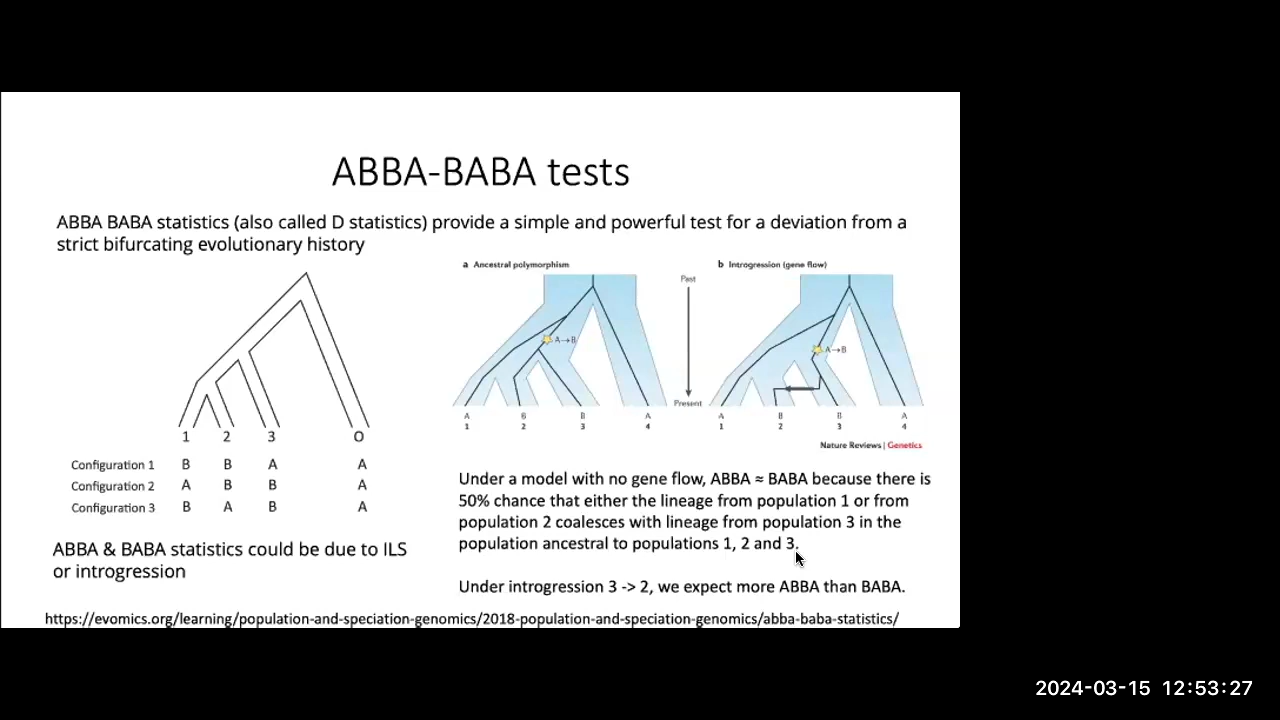 ABBA-BABA tests
ABBA BABA statistics (also called D statistics) provide a simple and powerful test for a deviation from a
strict bifurcating evolutionary history
1 2 3 O
Configuration 1 B B A A
Configuration 2 A B B A
Configuration 3 B A B A
ABBA & BABA statistics could be due to ILS
or introgression
a Ancestral polymorphism
b Introgression (gene flow)
Past
A→B
A→B
Present
A B B A
1 2 3 4
A B B A
1 2 3 4
Nature Reviews | Genetics
Under a model with no gene flow, ABBA ≈ BABA because there is
50% chance that either the lineage from population 1 or from
population 2 coalesces with lineage from population 3 in the
population ancestral to populations 1, 2 and 3.
Under introgression 3 -> 2, we expect more ABBA than BABA.
https://evomics.org/learning/population-and-speciation-genomics/2018-population-and-speciation-genomics/abba-baba-statistics/
2024-03-15 12:53:27